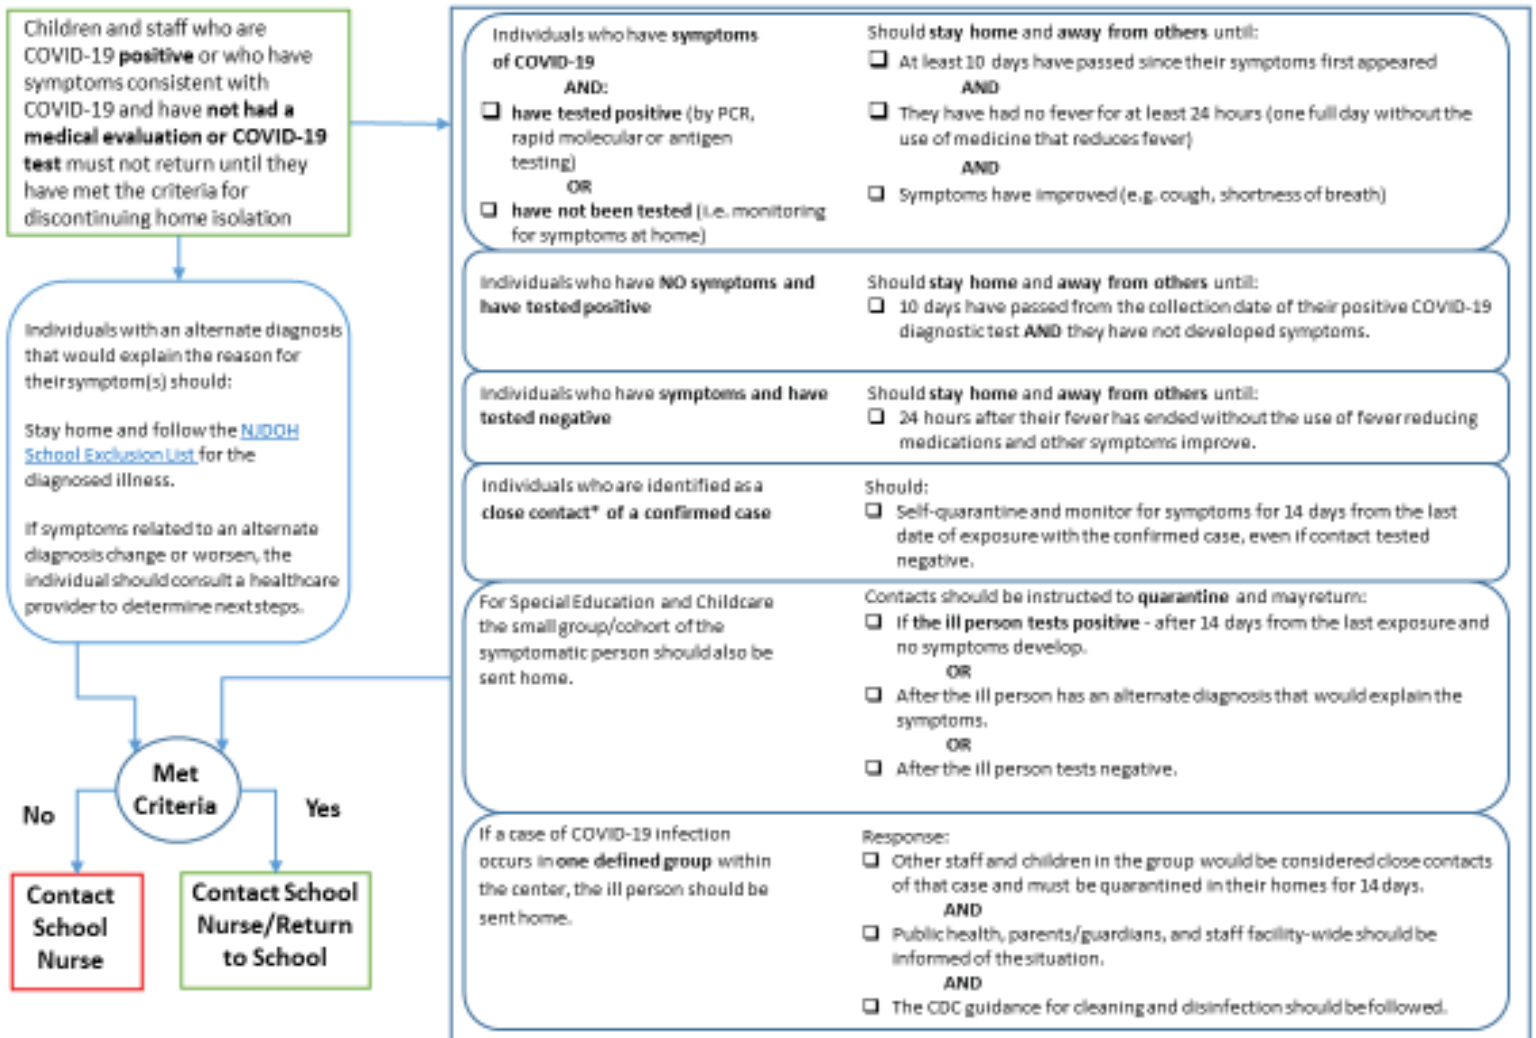 Children and staff who are
COVID-19 positive or who have
symptoms consistent with
COVID-19 and have not had a
medical evaluation or COVID-19
test must not return until they
have met the criteria for
discontinuing home isolation
Individuals with an alternate diagnosis
that would explain the reason for
their symptom(s) should:
Stay home and follow the NJDOH
School Exclusion List for the
diagnosed illness.
If symptoms related to an alternate
diagnosis change or worsen, the
individual should consult a healthcare
provider to determine next steps.
Met
Criteria
No
Yes
Contact
School
Nurse
Contact School
Nurse/Return
to School
Individuals who have symptoms
of COVID-19
AND:
have tested positive (by PCR,
rapid molecular or antigen
testing)
OR
have not been tested (i.e. monitoring
for symptoms at home)
Should stay home and away from others until:
At least 10 days have passed since their symptoms first appeared
AND
They have had no fever for at least 24 hours (one full day without the
use of medicine that reduces fever)
AND
Symptoms have improved (e.g. cough, shortness of breath)
Individuals who have NO symptoms and
have tested positive
Should stay home and away from others until:
10 days have passed from the collection date of their positive COVID-19
diagnostic test AND they have not developed symptoms.
Individuals who have symptoms and have
tested negative
Should stay home and away from others until:
24 hours after their fever has ended without the use of fever reducing
medications and other symptoms improve.
Individuals who are identified as a
close contact* of a confirmed case
Should:
Self-quarantine and monitor for symptoms for 14 days from the last
date of exposure with the confirmed case, even if contact tested
negative.
For Special Education and Childcare
the small group/cohort of the
symptomatic person should also be
sent home.
Contacts should be instructed to quarantine and may return:
If the ill person tests positive - after 14 days from the last exposure and
no symptoms develop.
OR
After the ill person has an alternate diagnosis that would explain the
symptoms.
OR
After the ill person tests negative.
If a case of COVID-19 infection
occurs in one defined group within
the center, the ill person should be
sent home.
Response:
Other staff and children in the group would be considered close contacts
of that case and must be quarantined in their homes for 14 days.
AND
Public health, parents/guardians, and staff facility-wide should be
informed of the situation.
AND
The CDC guidance for cleaning and disinfection should be followed.